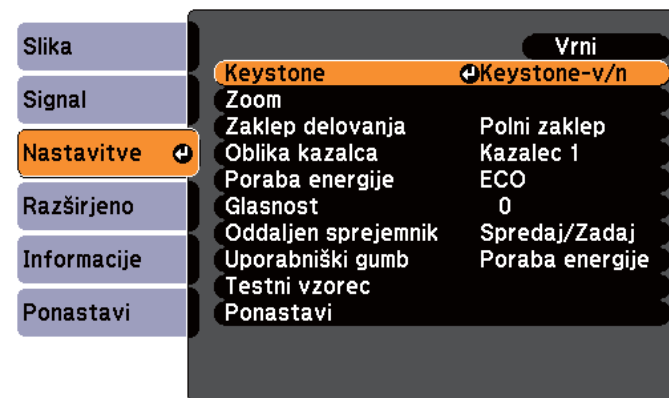 Slika
Signal
Nastavitve
Razširjeno
Informacije
Ponastavi
Vrni
Keystone Keystone-v/n
Zoom
Zaklep delovanja Polni zaklep
Oblika kazalca Kazalec 1
Poraba energije ECO
Glasnost 0
Oddaljen sprejemnik Spredaj/Zadaj
Uporabniški gumb Poraba energije
Testni vzorec
Ponastavi